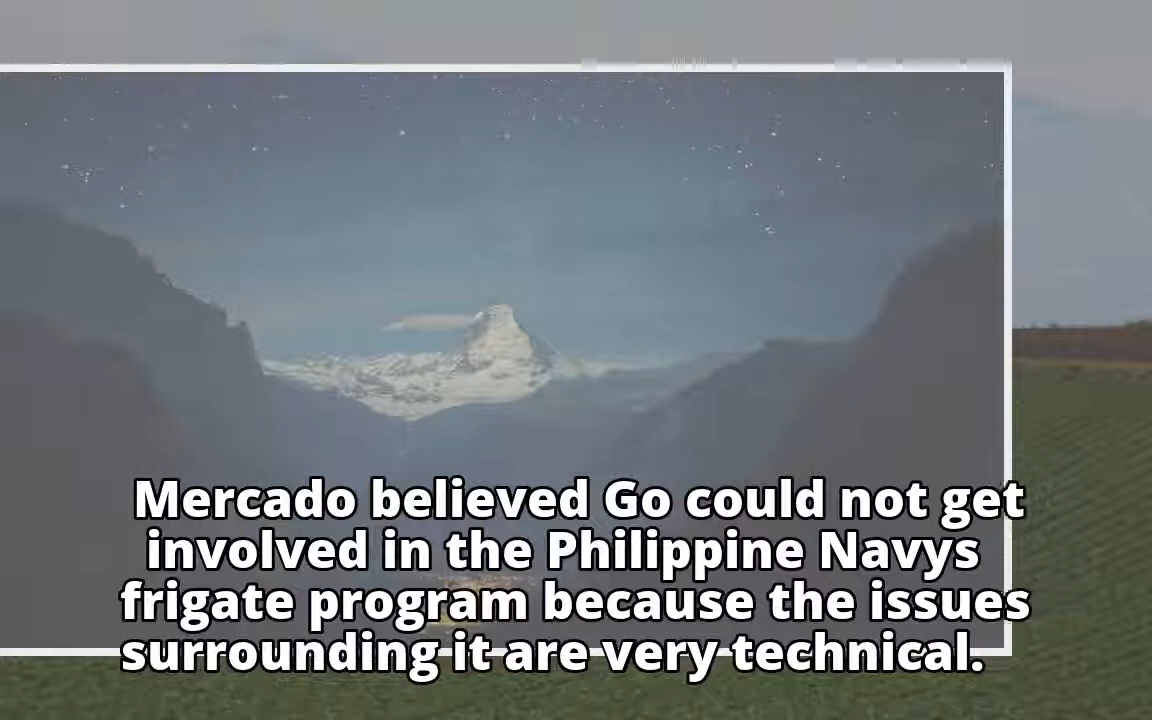 Mercado believed Go could not get
involved in the Philippine Navys
frigate program because the issues
surrounding it are very technical.